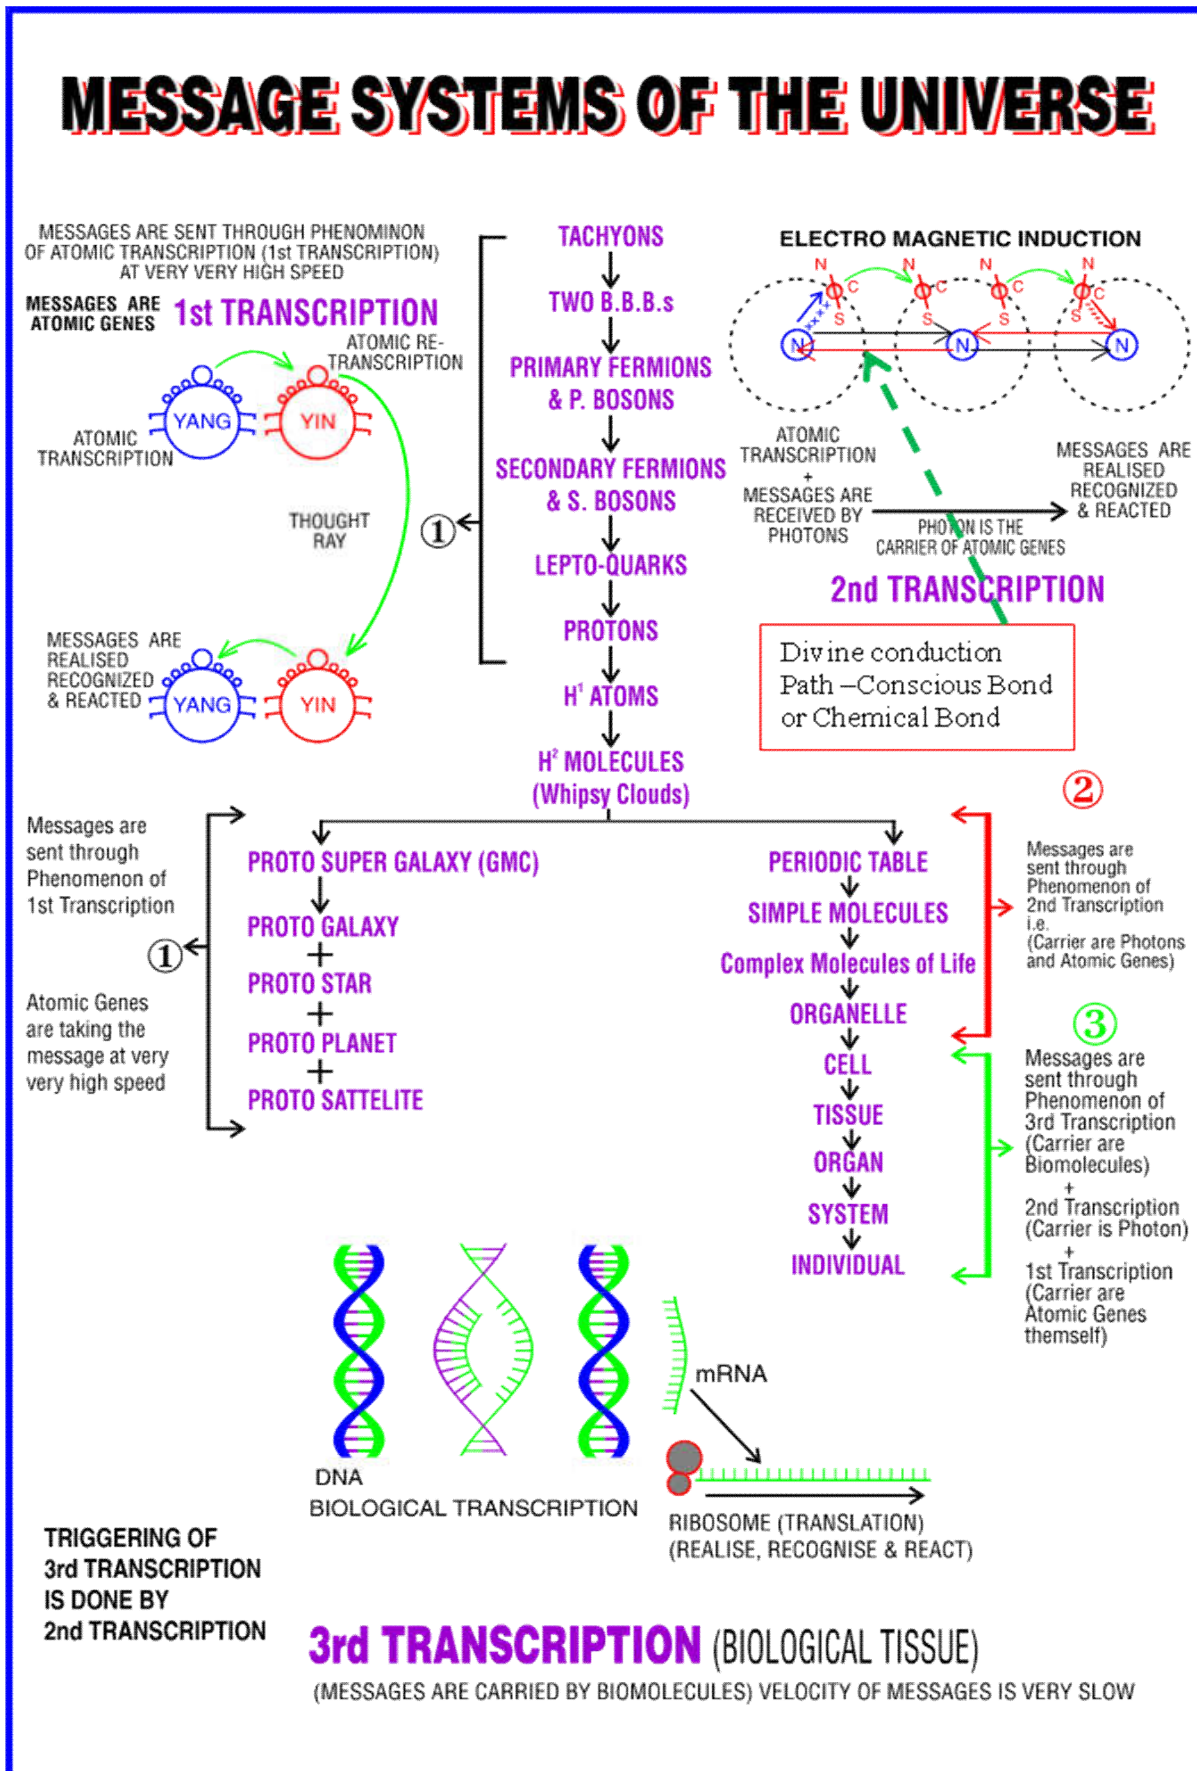 MESSAGE SYSTEMS OF THE UNIVERSE
MESSAGES ARE SENT THROUGH PHENOMINON
OF ATOMIC TRANSCRIPTION (1st TRANSCRIPTION)
AT VERY VERY HIGH SPEED
MESSAGES ARE
ATOMIC GENES
1st TRANSCRIPTION
ATOMIC RE-
TRANSCRIPTION
YANG
YIN
ATOMIC
TRANSCRIPTION
THOUGHT
RAY
MESSAGES ARE
REALISED
RECOGNIZED
& REACTED
YANG
YIN
①
TACHYONS
TWO B.B.B.s
PRIMARY FERMIONS
& P. BOSONS
SECONDARY FERMIONS
& S. BOSONS
LEPTO-QUARKS
PROTONS
H¹ ATOMS
H² MOLECULES
(Whipsy Clouds)
ELECTRO MAGNETIC INDUCTION
N N N N
C C
S S S S
xxxx
N N N
ATOMIC
TRANSCRIPTION
+
MESSAGES ARE
RECEIVED BY
PHOTONS
PHOTON IS THE
CARRIER OF ATOMIC GENES
MESSAGES ARE
REALISED
RECOGNIZED
& REACTED
2nd TRANSCRIPTION
Divine conduction
Path –Conscious Bond
or Chemical Bond
Messages are
sent through
Phenomenon of
1st Transcription
①
Atomic Genes
are taking the
message at very
very high speed
PROTO SUPER GALAXY (GMC)
PROTO GALAXY
+
PROTO STAR
+
PROTO PLANET
+
PROTO SATTELITE
PERIODIC TABLE
SIMPLE MOLECULES
Complex Molecules of Life
ORGANELLE
CELL
TISSUE
ORGAN
SYSTEM
INDIVIDUAL
②
Messages are
sent through
Phenomenon of
2nd Transcription
i.e.
(Carrier are Photons
and Atomic Genes)
③
Messages are
sent through
Phenomenon of
3rd Transcription
(Carrier are
Biomolecules)
+
2nd Transcription
(Carrier is Photon)
+
1st Transcription
(Carrier are
Atomic Genes
themself)
mRNA
DNA
BIOLOGICAL TRANSCRIPTION
RIBOSOME (TRANSLATION)
(REALISE, RECOGNISE & REACT)
TRIGGERING OF
3rd TRANSCRIPTION
IS DONE BY
2nd TRANSCRIPTION
3rd TRANSCRIPTION (BIOLOGICAL TISSUE)
(MESSAGES ARE CARRIED BY BIOMOLECULES) VELOCITY OF MESSAGES IS VERY SLOW